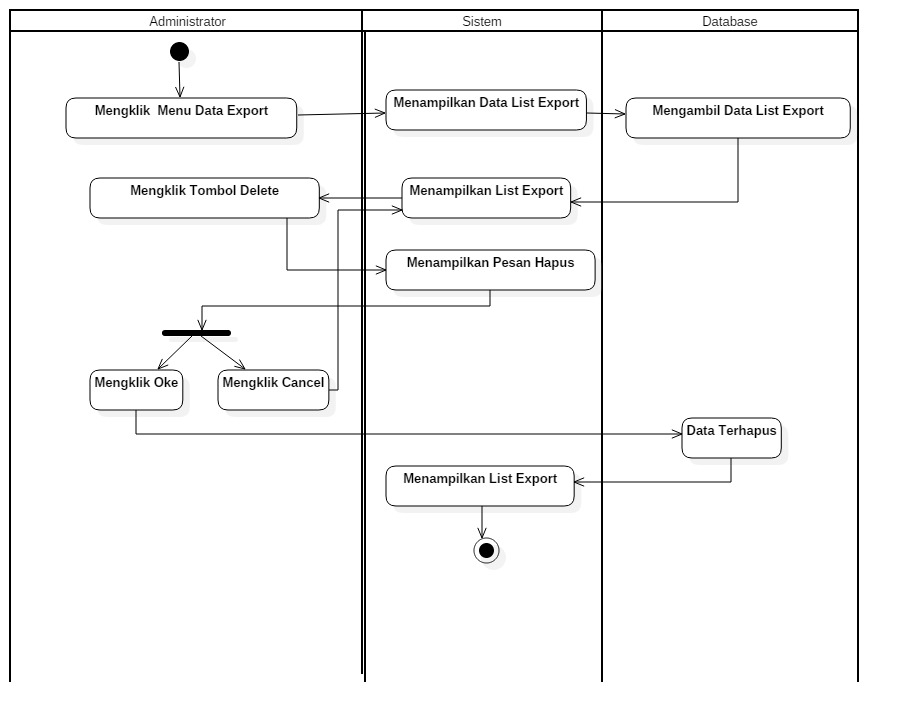 Administrator
Sistem
Database
Mengklik  Menu Data Export
Menampilkan Data List Export
Mengambil Data List Export
Mengklik Tombol Delete
Menampilkan List Export
Menampilkan Pesan Hapus
Mengklik Oke
Mengklik Cancel
Data Terhapus
Menampilkan List Export